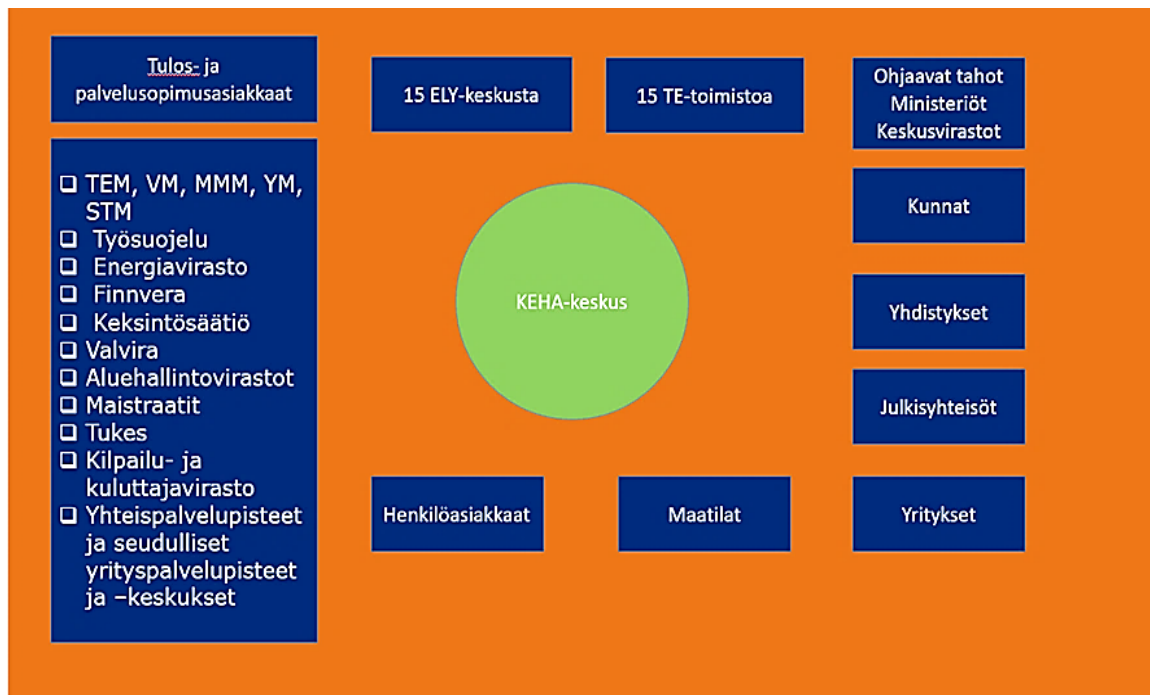 Tulos- ja
palvelusopimusasiakkaat
15 ELY-keskusta
15 TE-toimistoa
Ohjaavat tahot
Ministeriöt
Keskusvirastot
❑ TEM, VM, MMM, YM,
STM
❑ Työsuojelu
❑ Energiavirasto
❑ Finnvera
❑ Keksintösäätiö
❑ Valvira
❑ Aluehallintovirastot
❑ Maistraatit
❑ Tukes
❑ Kilpailu- ja
kuluttajavirasto
❑ Yhteispalvelupisteet
ja seudulliset
yrityspalvelupisteet
ja –keskukset
KEHA-keskus
Kunnat
Yhdistykset
Julkisyhteisöt
Henkilöasiakkaat
Maatilat
Yritykset